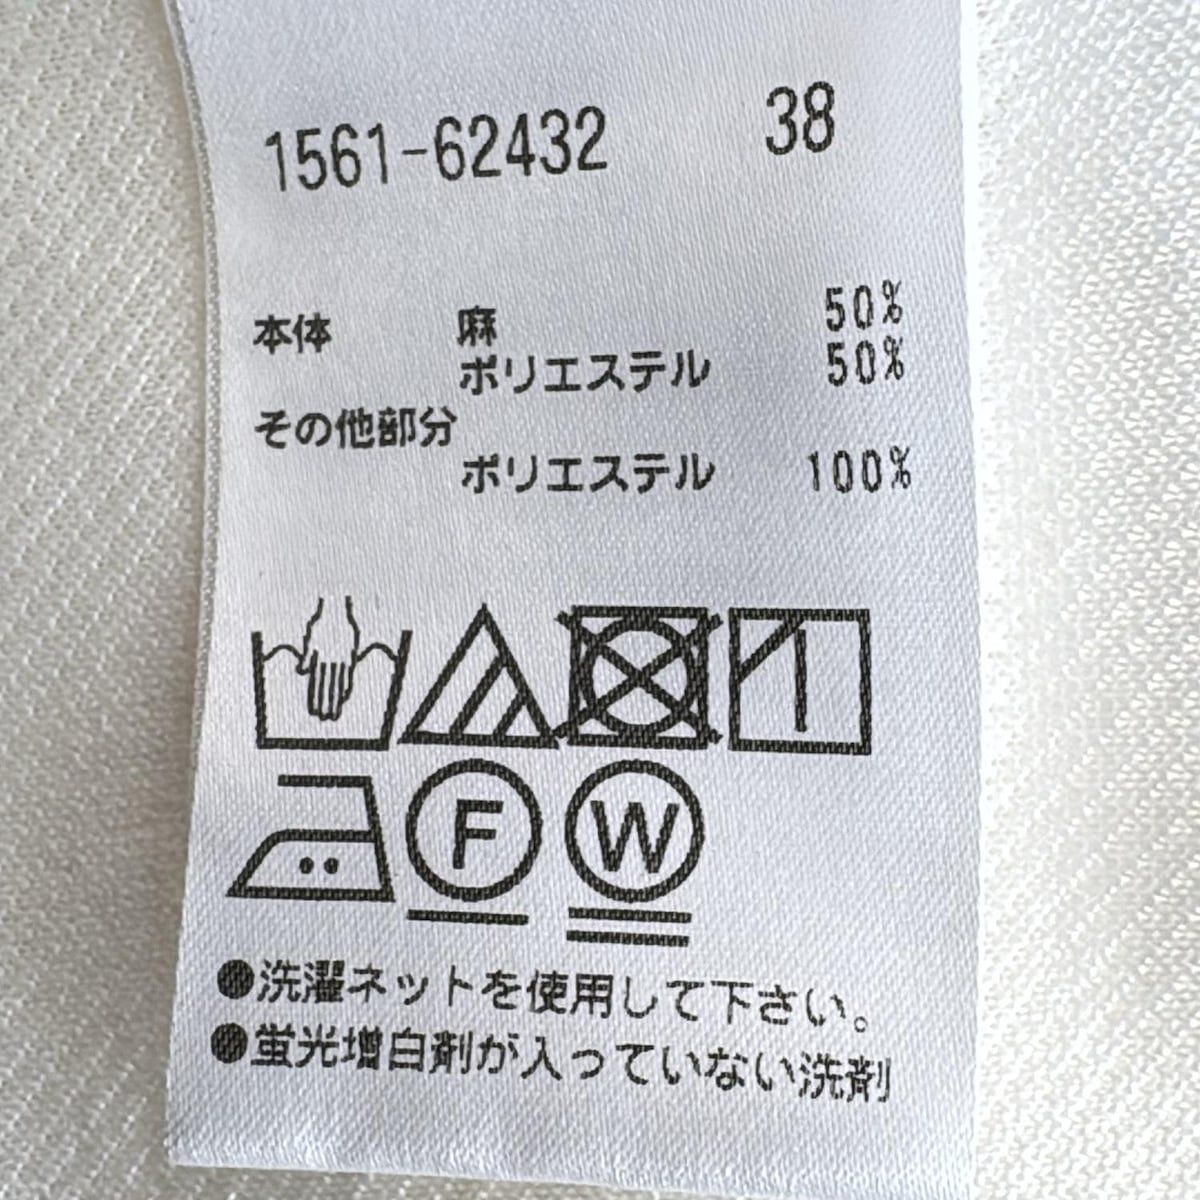 1561-62432 38
本体 麻 50%
ポリエステル 50%
その他部分
ポリエステル 100%
F W
●洗濯ネットを使用して下さい。
●蛍光増白剤が入っていない洗剤